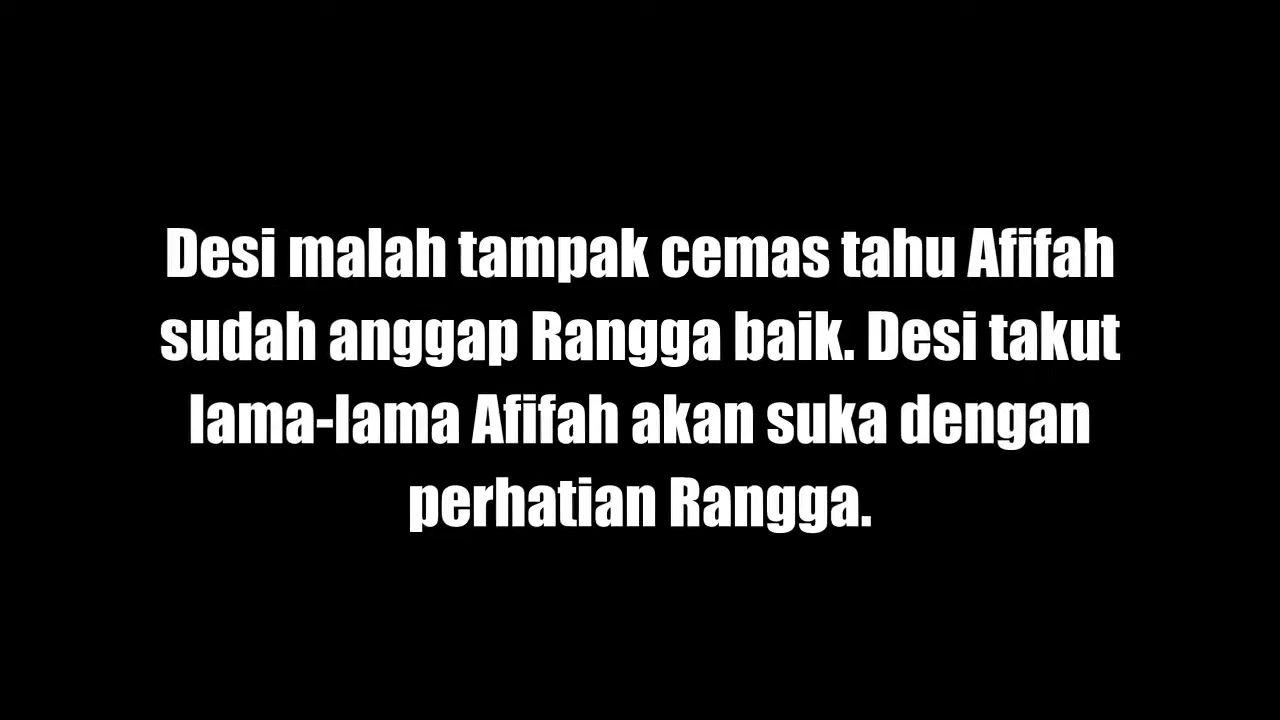 Desi malah tampak cemas tahu Afifah
sudah anggap Rangga baik. Desi takut
lama-lama Afifah akan suka dengan
perhatian Rangga.